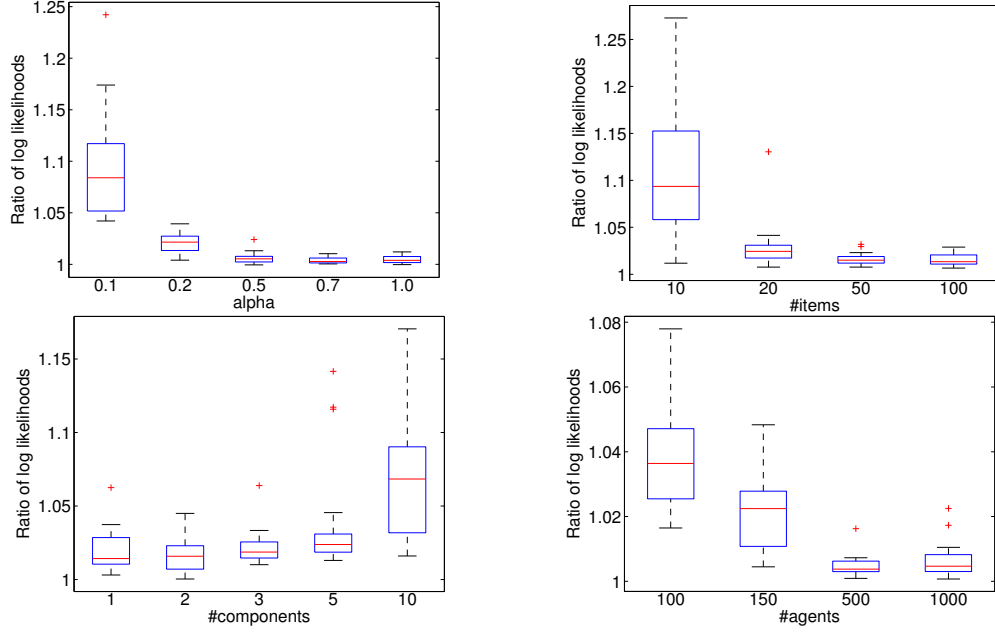 Ratio of log likelihoods
1.25
1.2
1.15
1.1
1.05
1
0.1 0.2 0.5 0.7 1.0
alpha
Ratio of log likelihoods
1.25
1.2
1.15
1.1
1.05
1
10 20 50 100
#items
Ratio of log likelihoods
1.15
1.1
1.05
1
1 2 3 5 10
#components
Ratio of log likelihoods
1.08
1.06
1.04
1.02
1
100 150 500 1000
#agents